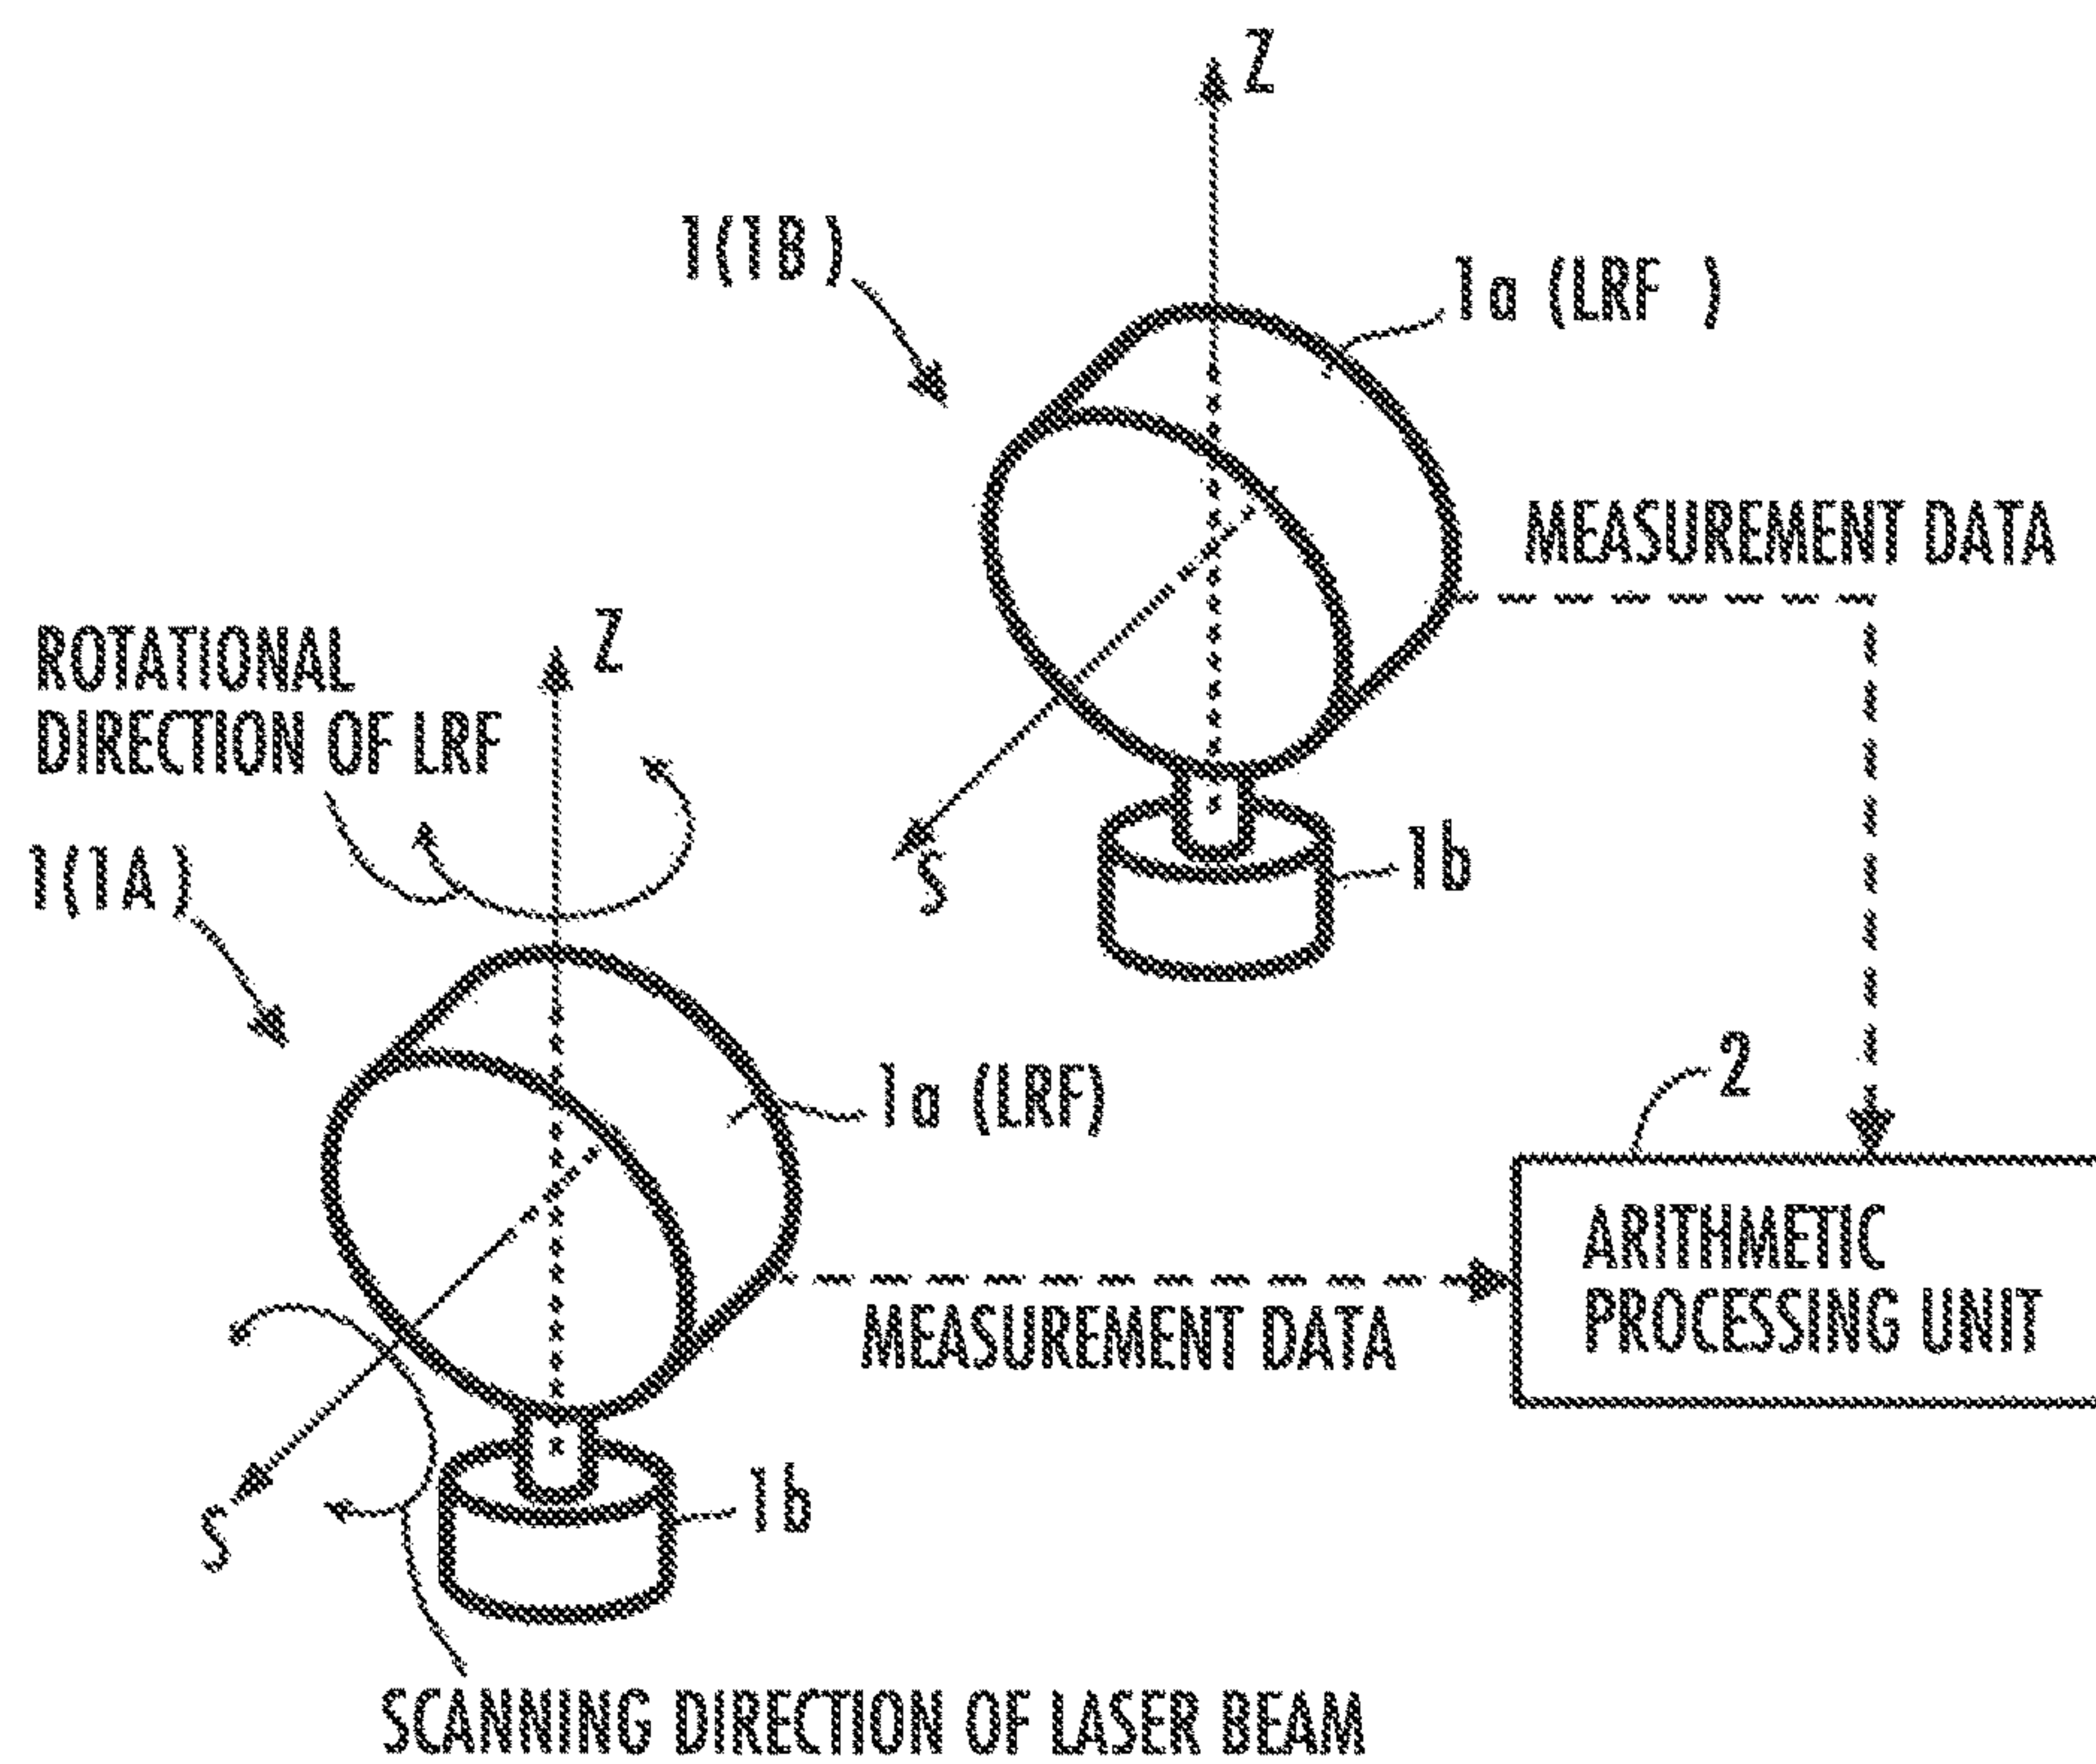 Z
1(1B)
1a (LRF )
MEASUREMENT DATA
ROTATIONAL
DIRECTION OF LRF
Z
1(1A)
S
1b
2
1a (LRF)
ARITHMETIC
PROCESSING UNIT
MEASUREMENT DATA
S
1b
SCANNING DIRECTION OF LASER BEAM